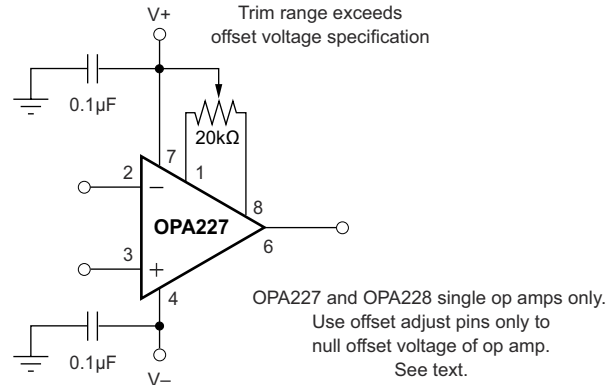 V+
Trim range exceeds
offset voltage specification
0.1µF
20kΩ
7
1
2
–
8
OPA227
6
3
+
4
OPA227 and OPA228 single op amps only.
Use offset adjust pins only to
null offset voltage of op amp.
See text.
0.1µF
V–